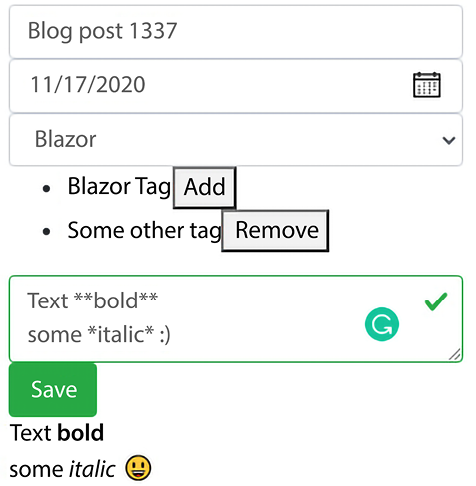 Blog post 1337
11/17/2020
Blazor
Blazor Tag Add
Some other tag Remove
Text **bold**
some *italic* :)
Save
Text bold
some italic 😃